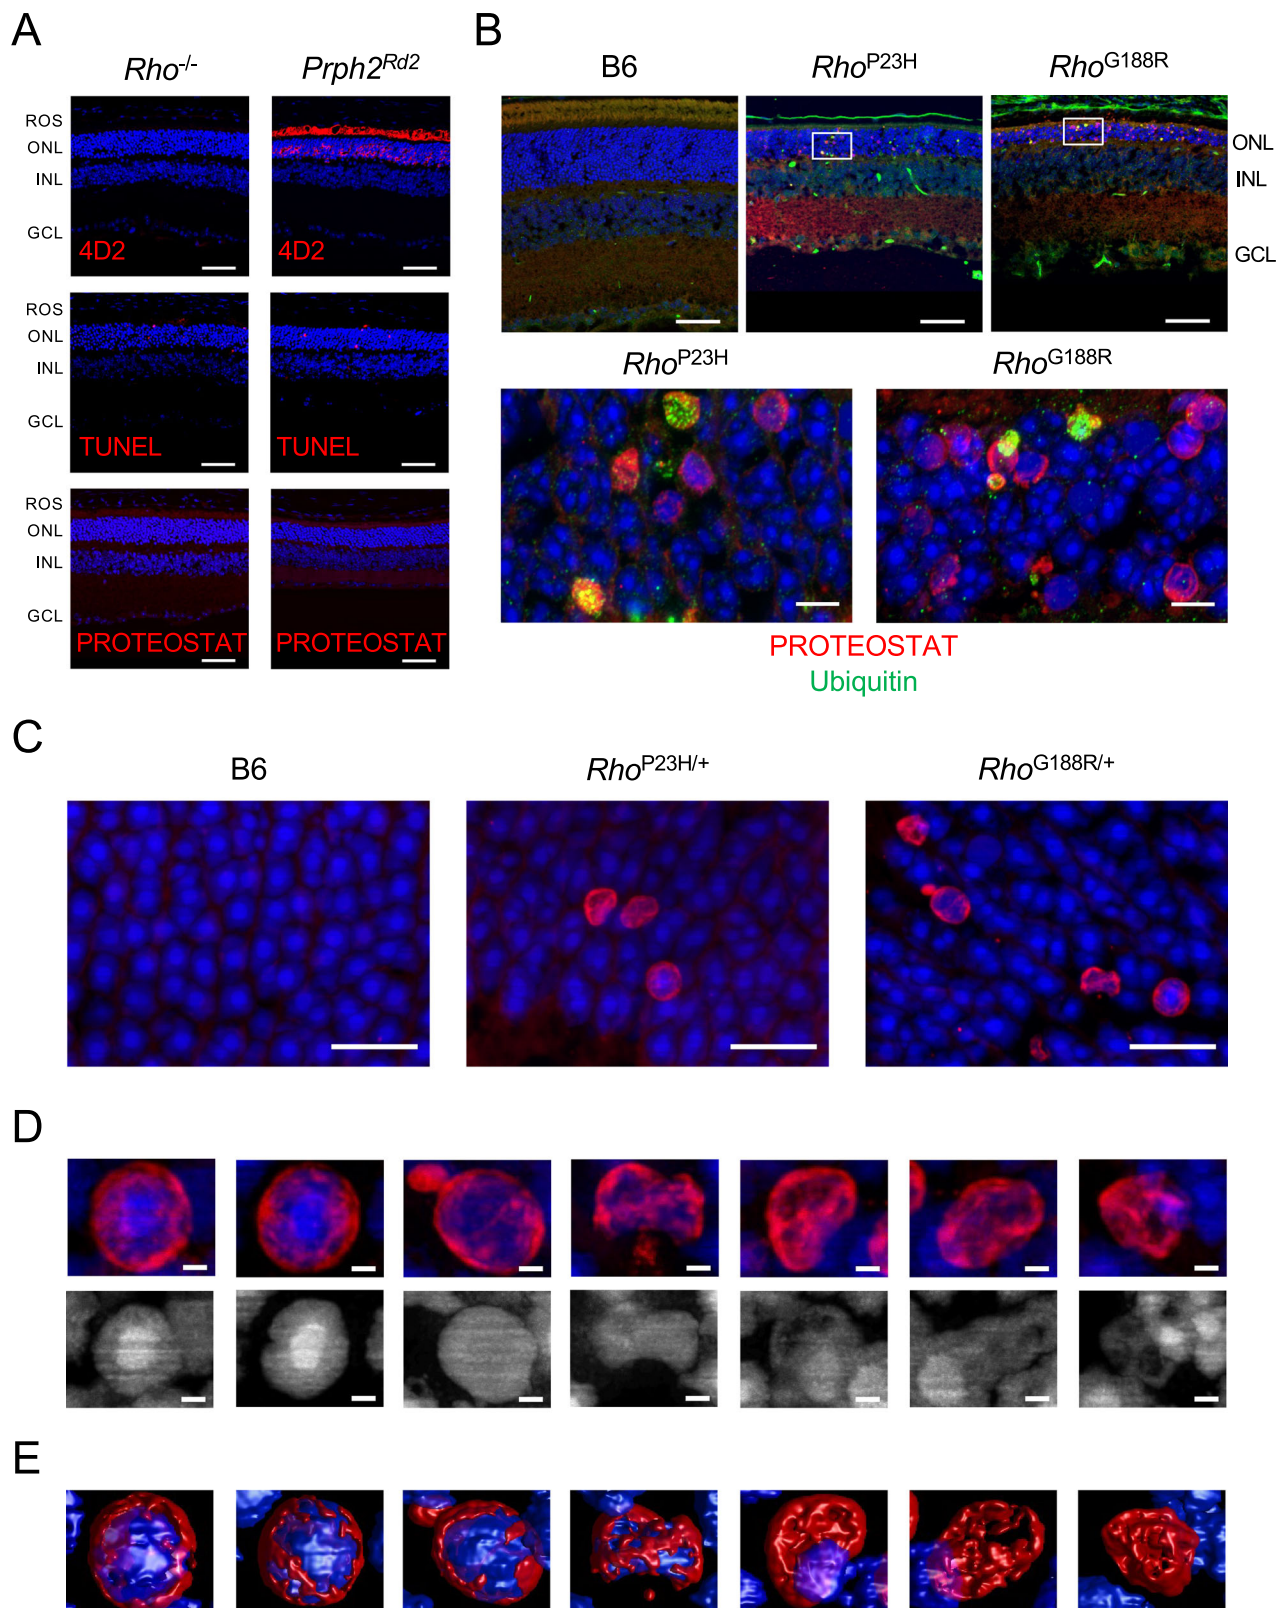 A
Rho-/-
Prph2Rd2
ROS
ONL
INL
GCL
4D2
4D2
ROS
ONL
INL
GCL
TUNEL
TUNEL
ROS
ONL
INL
GCL
PROTEOSTAT
PROTEOSTAT
B
B6
RhoP23H
RhoG188R
ONL
INL
GCL
RhoP23H
RhoG188R
PROTEOSTAT
Ubiquitin
C
B6
RhoP23H/+
RhoG188R/+
D
E